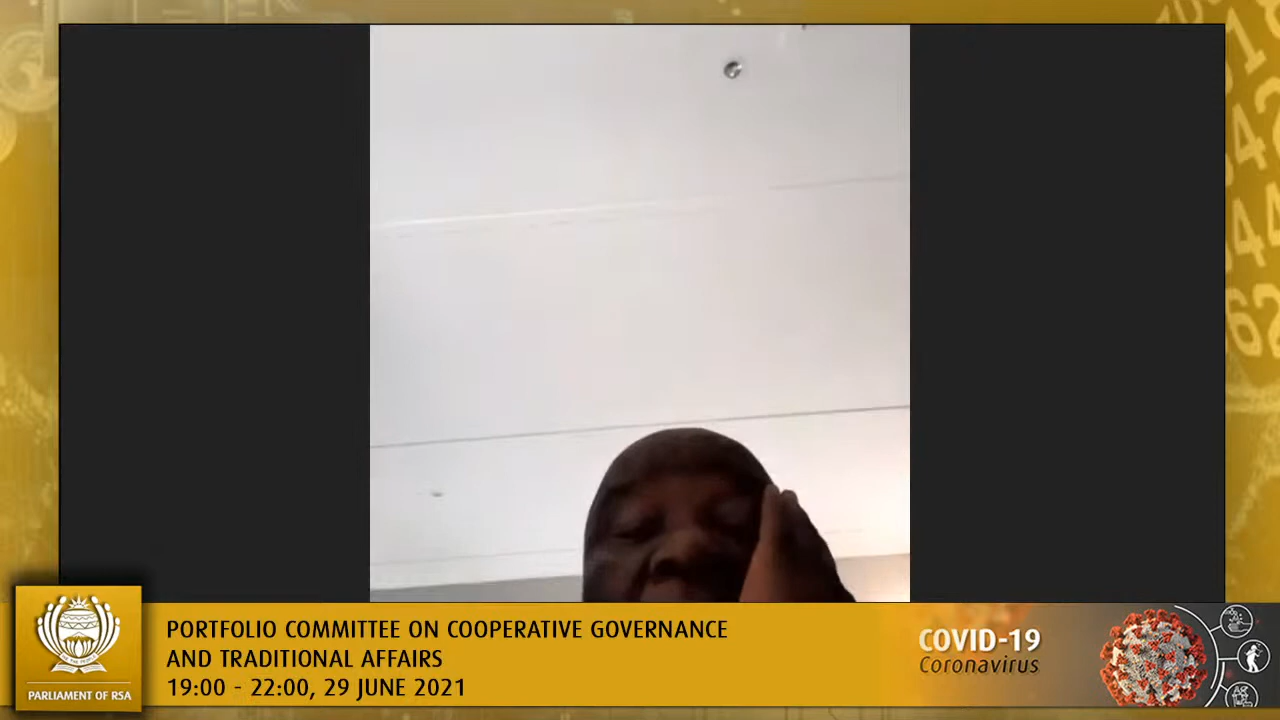 PORTFOLIO COMMITTEE ON COOPERATIVE GOVERNANCE
AND TRADITIONAL AFFAIRS
19:00 - 22:00, 29 JUNE 2021
PARLIAMENT OF RSA
COVID-19
Coronavirus